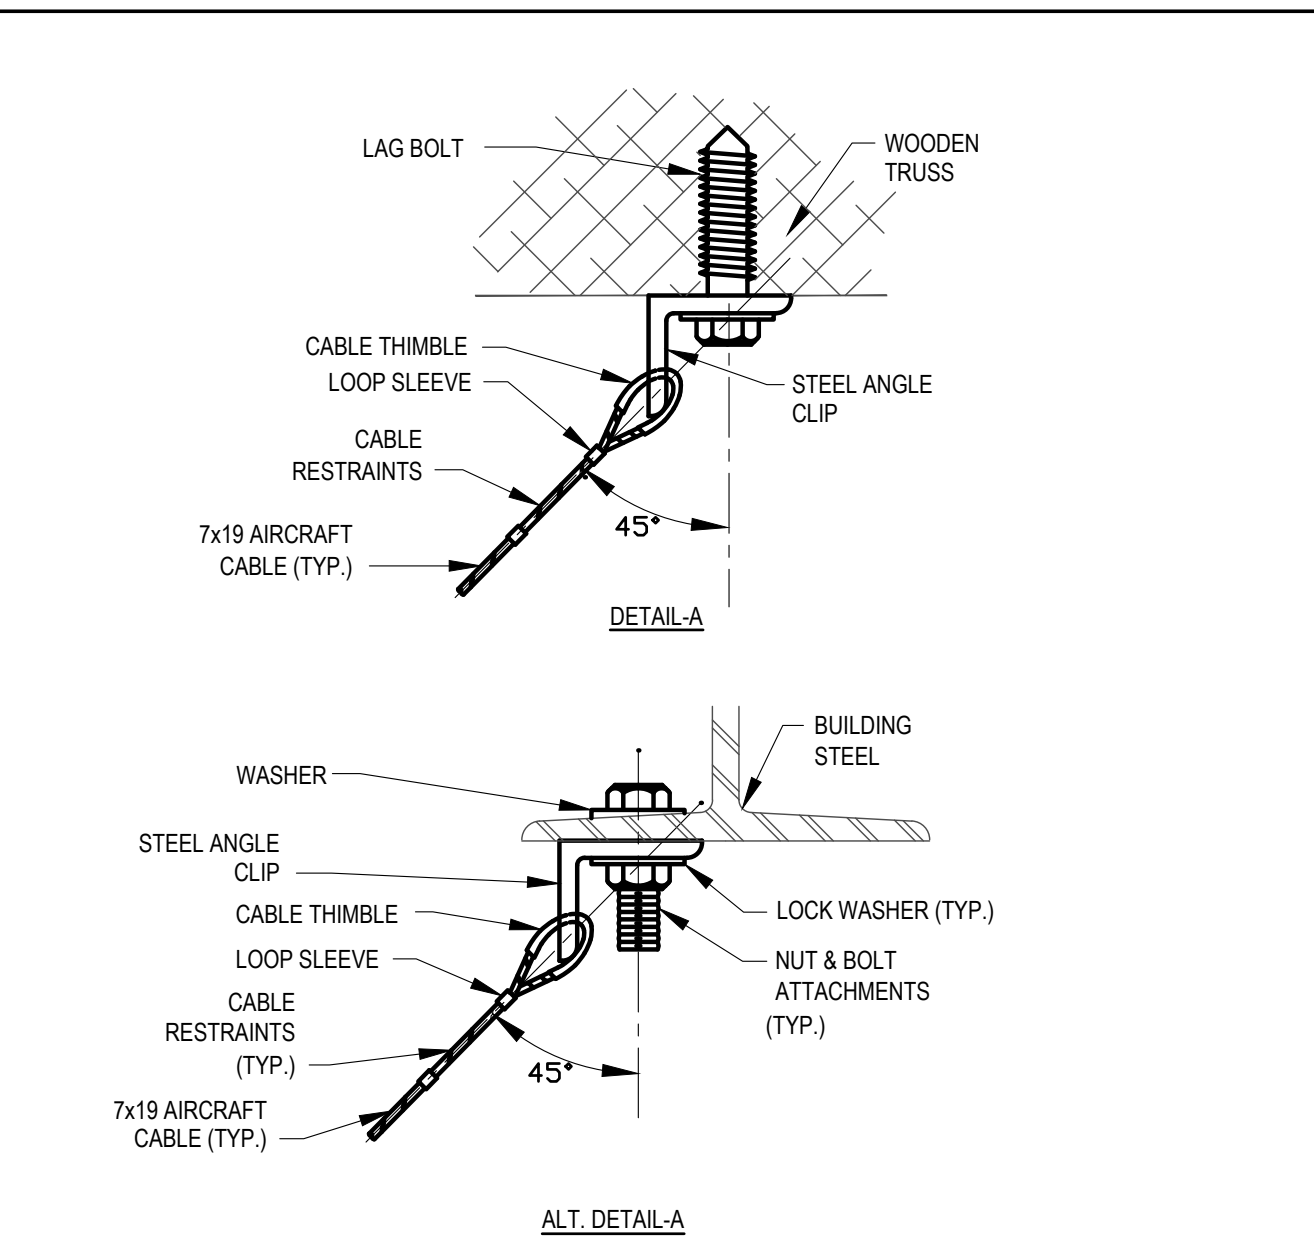 LAG BOLT
WOODEN
TRUSS
CABLE THIMBLE
LOOP SLEEVE
STEEL ANGLE
CLIP
CABLE
RESTRAINTS
45°
7x19 AIRCRAFT
CABLE (TYP.)
DETAIL-A
BUILDING
STEEL
WASHER
STEEL ANGLE
CLIP
CABLE THIMBLE
LOCK WASHER (TYP.)
LOOP SLEEVE
NUT & BOLT
ATTACHMENTS
(TYP.)
CABLE
RESTRAINTS
(TYP.)
45°
7x19 AIRCRAFT
CABLE (TYP.)
ALT. DETAIL-A